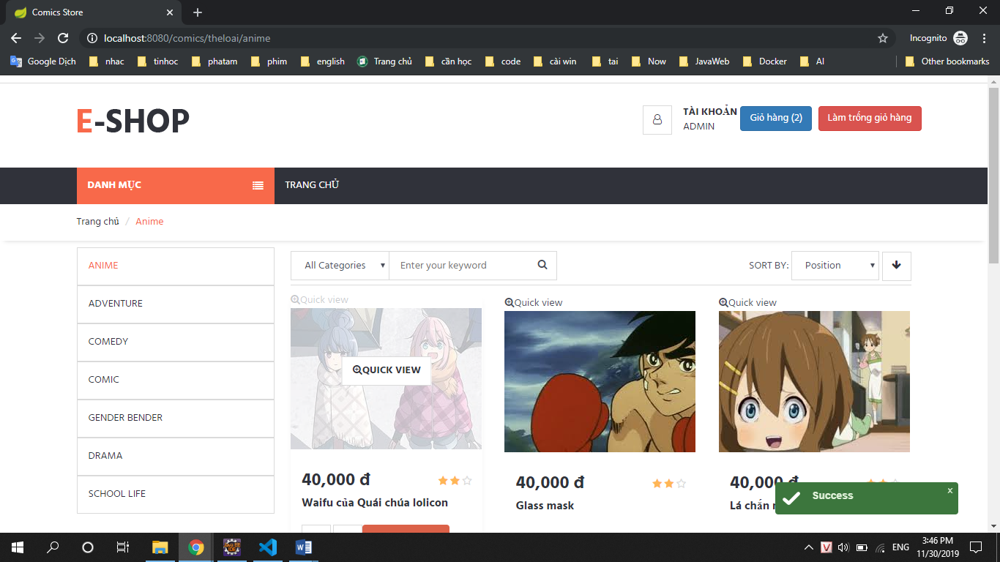 Comics Store
localhost:8080/comics/theloai/anime
Incognito
Google Dịch nhac tinhoc phatam phim english Trang chủ cần học code cài win tai Now JavaWeb Docker AI Other bookmarks
E-SHOP
TÀI KHOẢN
ADMIN
Giỏ hàng (2)
Làm trống giỏ hàng
DANH MỤC
TRANG CHỦ
Trang chủ / Anime
ANIME
ADVENTURE
COMEDY
COMIC
GENDER BENDER
DRAMA
SCHOOL LIFE
All Categories
Enter your keyword
SORT BY:
Position
Quick view
QUICK VIEW
40,000 đ
Waifu của Quái chúa lolicon
Quick view
40,000 đ
Glass mask
Quick view
40,000 đ
Lá chắn
Success
x
ENG
3:46 PM
11/30/2019